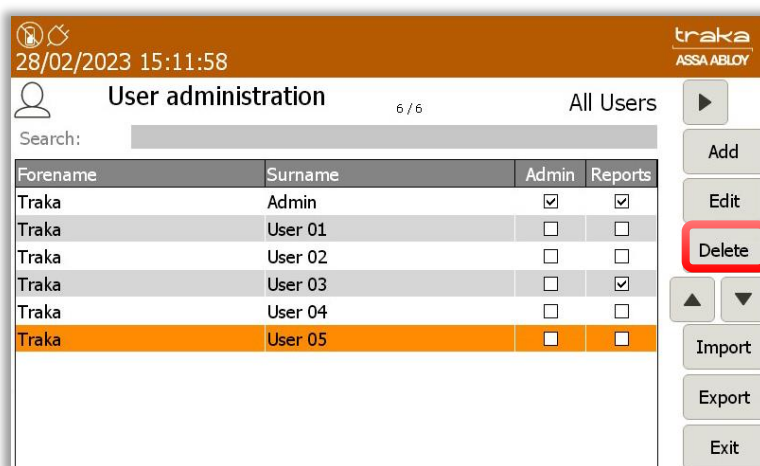 28/02/2023 15:11:58
traka
ASSA ABLOY
User administration
6/6
All Users
Search:
Forename Surname Admin Reports
Traka Admin
Traka User 01
Traka User 02
Traka User 03
Traka User 04
Traka User 05
Add
Edit
Delete
Import
Export
Exit